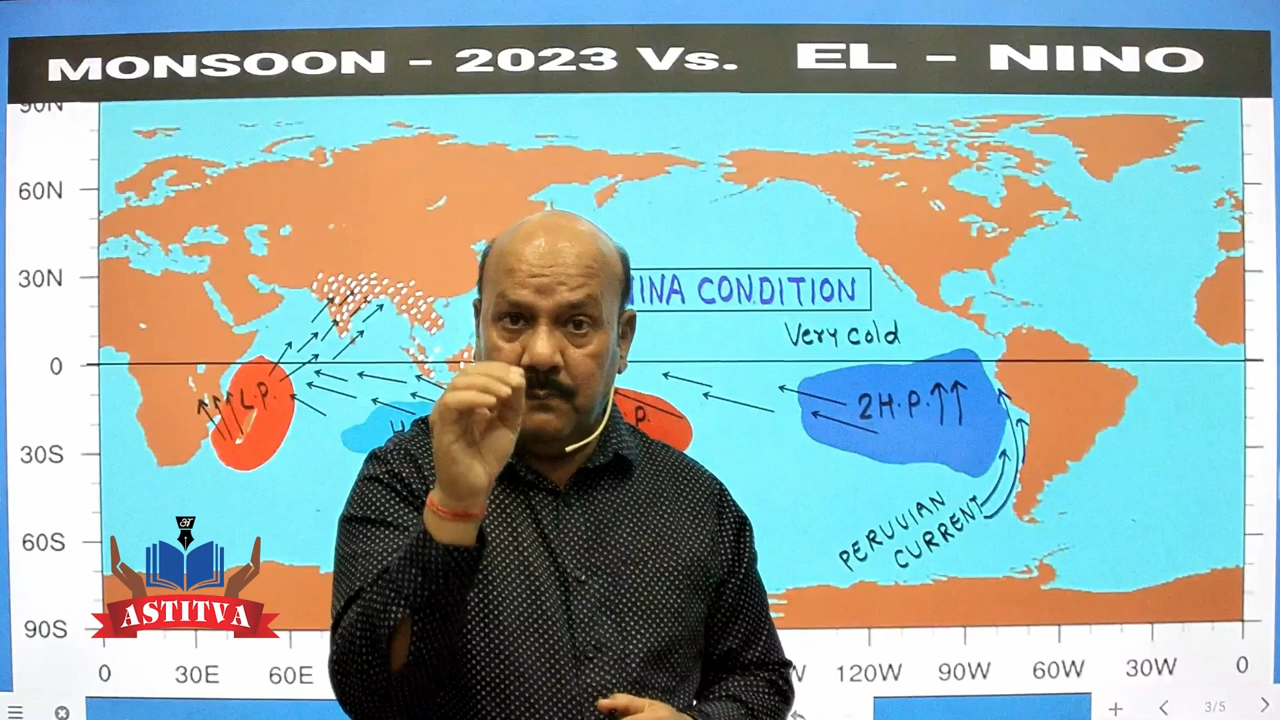 MONSOON - 2023 Vs. EL - NINO
90N
60N
30N
0
30S
60S
90S
NINA CONDITION
Very cold
L.P.
H
P.
2H.P.
PERUVIAN
CURRENT
ASTITVA
0 30E 60E W 120W 90W 60W 30W 0
3/5